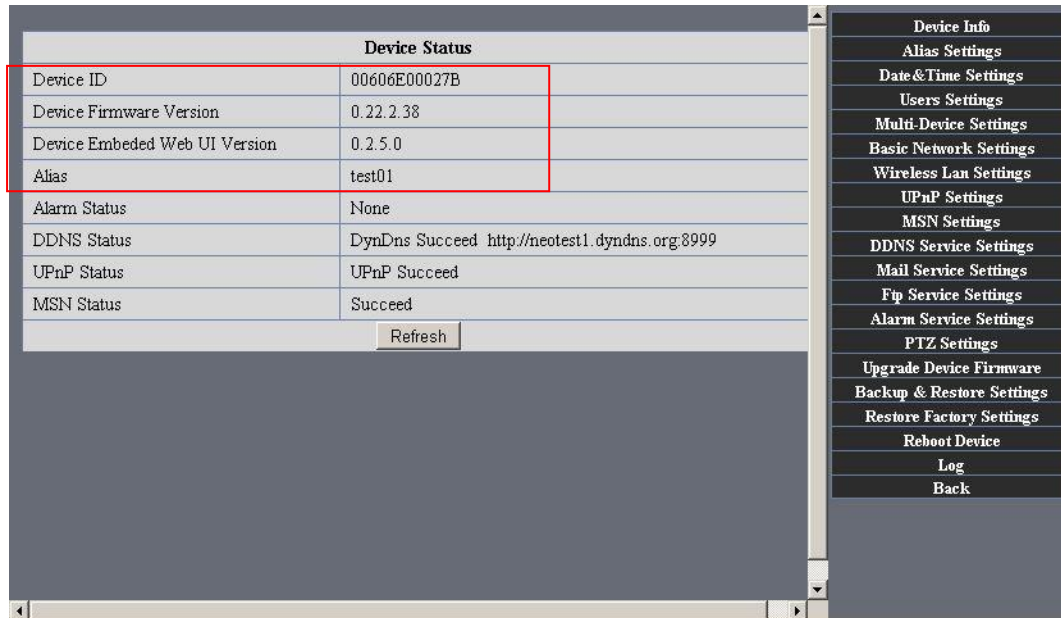 Device Status
Device ID 00606E00027B
Device Firmware Version 0.22.2.38
Device Embeded Web UI Version 0.2.5.0
Alias test01
Alarm Status None
DDNS Status DynDns Succeed http://neotest1.dyndns.org:8999
UPnP Status UPnP Succeed
MSN Status Succeed
Refresh
Device Info
Alias Settings
Date&Time Settings
Users Settings
Multi-Device Settings
Basic Network Settings
Wireless Lan Settings
UPnP Settings
MSN Settings
DDNS Service Settings
Mail Service Settings
Ftp Service Settings
Alarm Service Settings
PTZ Settings
Upgrade Device Firmware
Backup & Restore Settings
Restore Factory Settings
Reboot Device
Log
Back